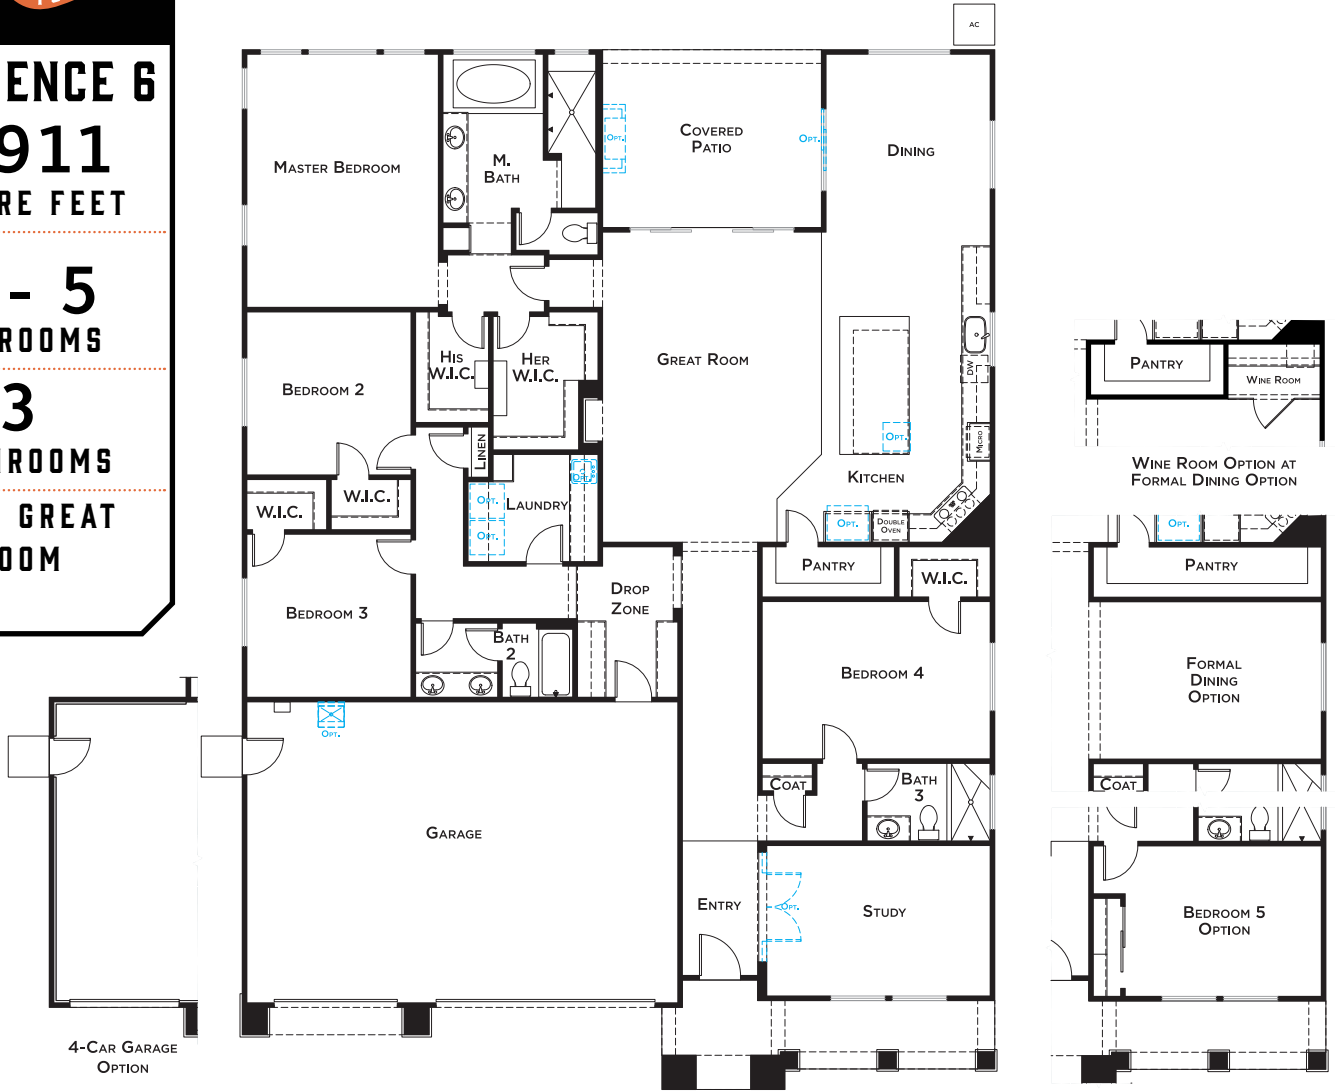 ENCE 6
911
RE FEET
- 5
ROOMS
3
ROOMS
GREAT
OOM
AC
MASTER BEDROOM
M.
BATH
OPT.
COVERED
PATIO
OPT.
DINING
HIS
W.I.C.
HER
W.I.C.
GREAT ROOM
BEDROOM 2
LINEN
DW
MICRO
OPT.
KITCHEN
W.I.C.
W.I.C.
OPT.
OPT.
LAUNDRY
OPT.
OPT.
DOUBLE
OVEN
PANTRY
W.I.C.
DROP
ZONE
BEDROOM 3
BATH
2
BEDROOM 4
OPT.
COAT
BATH
3
GARAGE
ENTRY
OPT.
STUDY
4-CAR GARAGE
OPTION
PANTRY
WINE ROOM
WINE ROOM OPTION AT
FORMAL DINING OPTION
OPT.
PANTRY
FORMAL
DINING
OPTION
COAT
BEDROOM 5
OPTION